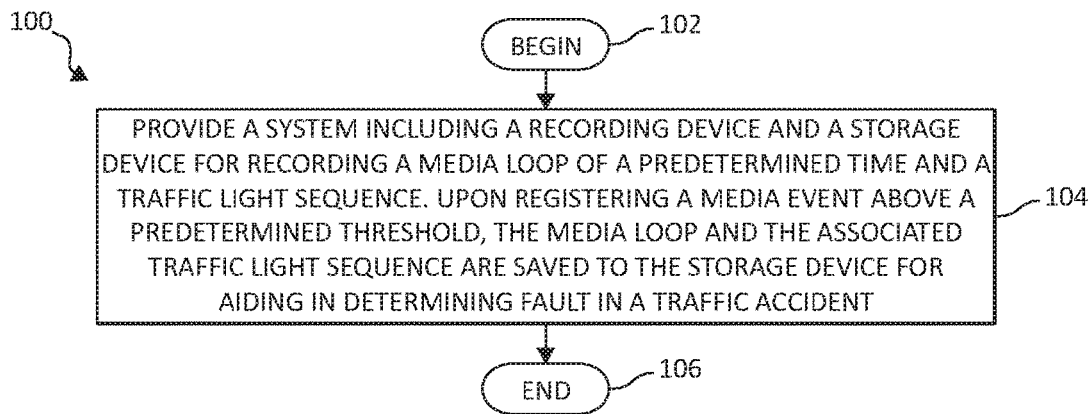 100
BEGIN
102
PROVIDE A SYSTEM INCLUDING A RECORDING DEVICE AND A STORAGE
DEVICE FOR RECORDING A MEDIA LOOP OF A PREDETERMINED TIME AND A
TRAFFIC LIGHT SEQUENCE. UPON REGISTERING A MEDIA EVENT ABOVE A
PREDETERMINED THRESHOLD, THE MEDIA LOOP AND THE ASSOCIATED
TRAFFIC LIGHT SEQUENCE ARE SAVED TO THE STORAGE DEVICE FOR
AIDING IN DETERMINING FAULT IN A TRAFFIC ACCIDENT
104
END
106